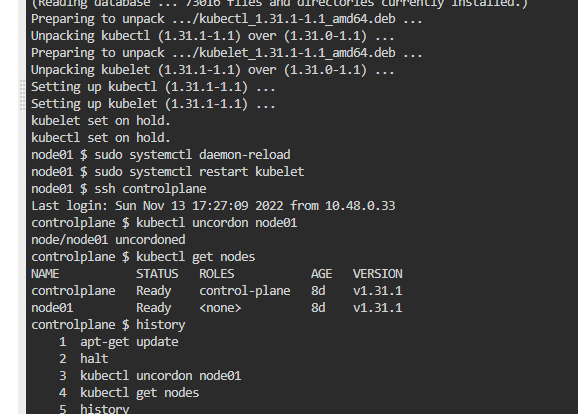 (Reading database ... 73016 files and directories currently installed.)
Preparing to unpack .../kubectl_1.31.1-1.1_amd64.deb ...
Unpacking kubectl (1.31.1-1.1) over (1.31.0-1.1) ...
Preparing to unpack .../kubelet_1.31.1-1.1_amd64.deb ...
Unpacking kubelet (1.31.1-1.1) over (1.31.0-1.1) ...
Setting up kubectl (1.31.1-1.1) ...
Setting up kubelet (1.31.1-1.1) ...
kubelet set on hold.
kubectl set on hold.
node01 $ sudo systemctl daemon-reload
node01 $ sudo systemctl restart kubelet
node01 $ ssh controlplane
Last login: Sun Nov 13 17:27:09 2022 from 10.48.0.33
controlplane $ kubectl uncordon node01
node/node01 uncordoned
controlplane $ kubectl get nodes
NAME STATUS ROLES AGE VERSION
controlplane Ready control-plane 8d v1.31.1
node01 Ready <none> 8d v1.31.1
controlplane $ history
1 apt-get update
2 halt
3 kubectl uncordon node01
4 kubectl get nodes
5 history